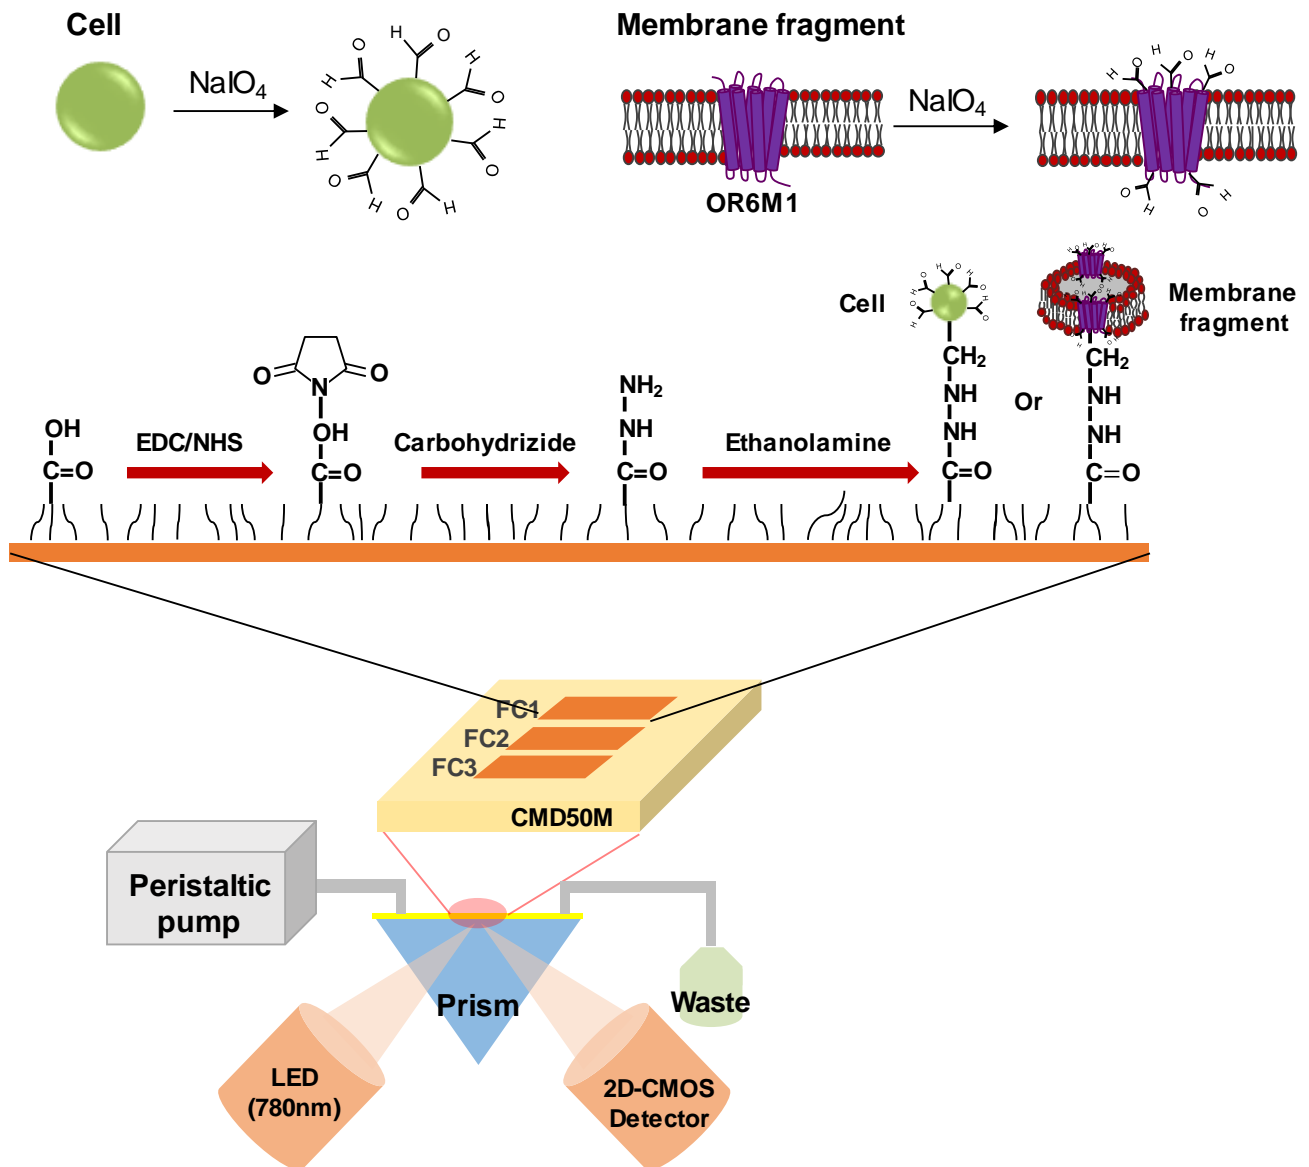 Cell
Membrane fragment
NaIO4
NaIO4
H O H O H O H O H O H O H O H O
H O H O H O H O H O
OR6M1
Cell
Membrane
fragment
O N O
OH
C=O
EDC/NHS
OH
C=O
Carbohydrizide
NH2
NH
C=O
Ethanolamine
CH2
NH
NH
C=O
Or
CH2
NH
NH
C=O
FC1
FC2
FC3
CMD50M
Peristaltic
pump
Prism
Waste
LED
(780nm)
2D-CMOS
Detector